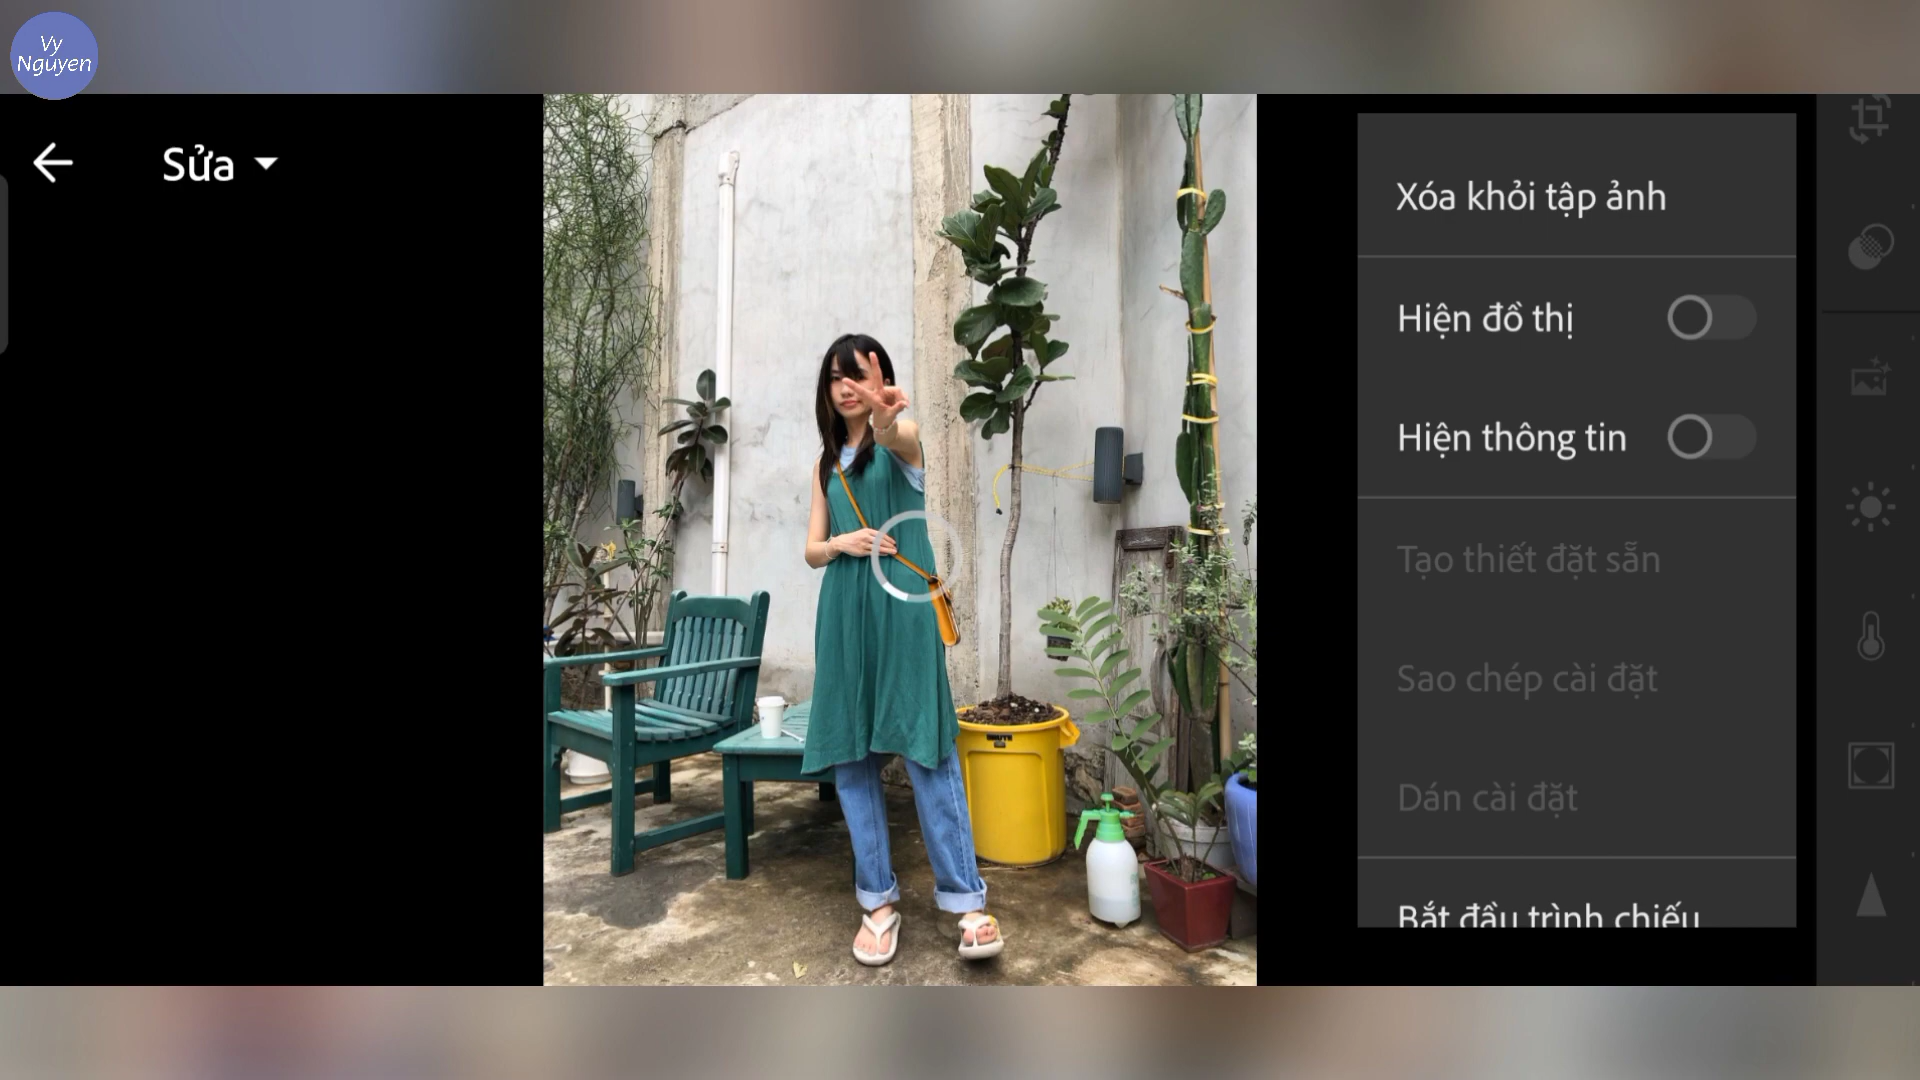 Vy
Nguyen
Sửa
Xóa khỏi tập ảnh
Hiện đồ thị
Hiện thông tin
Tạo thiết đặt sẵn
Sao chép cài đặt
Dán cài đặt
Bắt đầu trình chiếu
BRUTE